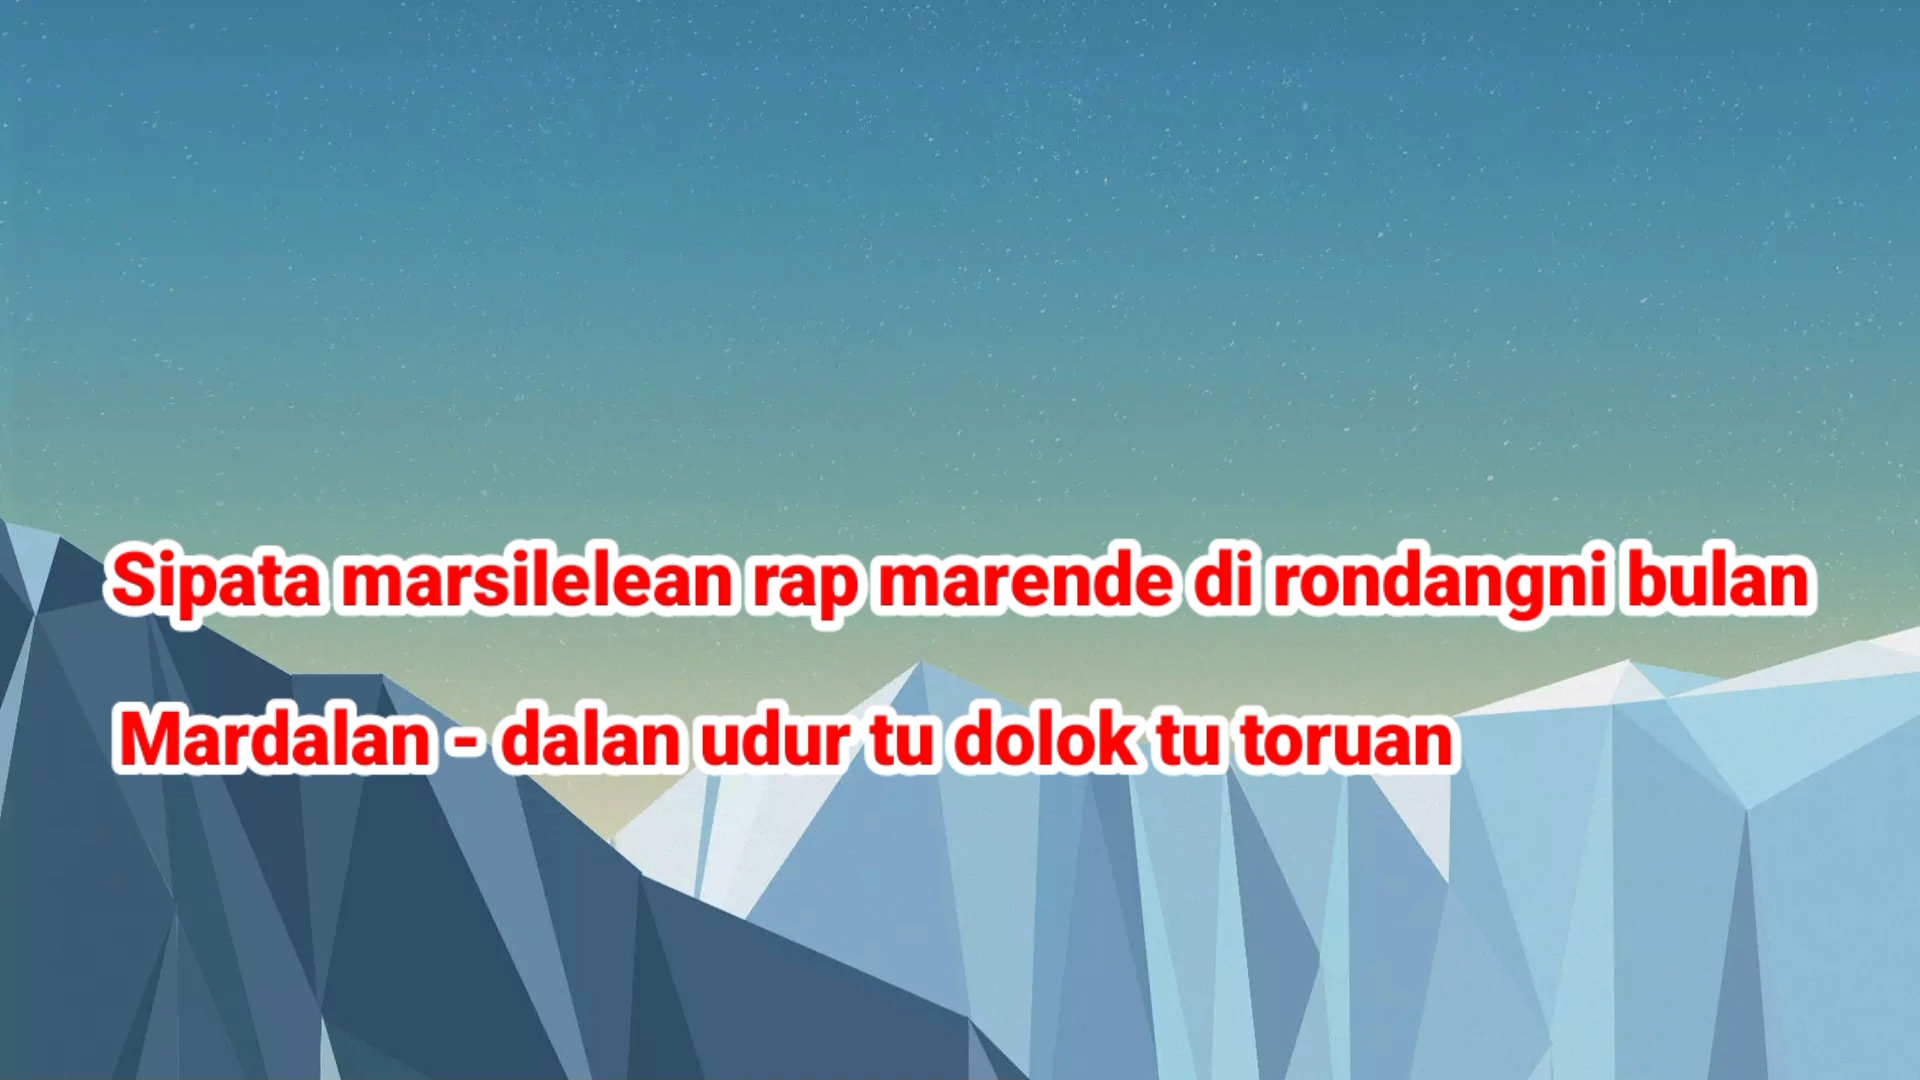 Sipata marsilelean rap marende di rondangni bulan
Mardalan - dalan udur tu dolok tu toruan